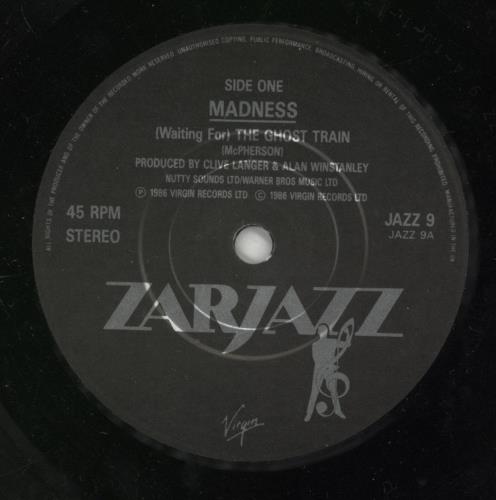 ALL RIGHTS OF THE PRODUCER AND OF THE OWNER OF THE RECORDED WORK RESERVED. UNAUTHORISED COPYING, PUBLIC PERFORMANCE, BROADCASTING, HIRING OR RENTAL OF THIS RECORDING PROHIBITED. MANUFACTURED IN THE UK
SIDE ONE
MADNESS
(Waiting For) THE GHOST TRAIN
(McPHERSON)
PRODUCED BY CLIVE LANGER & ALAN WINSTANLEY
NUTTY SOUNDS LTD/WARNER BROS MUSIC LTD
Ⓟ 1986 VIRGIN RECORDS LTD © 1986 VIRGIN RECORDS LTD
45 RPM
STEREO
JAZZ 9
JAZZ 9A
ZARJAZZ
Virgin